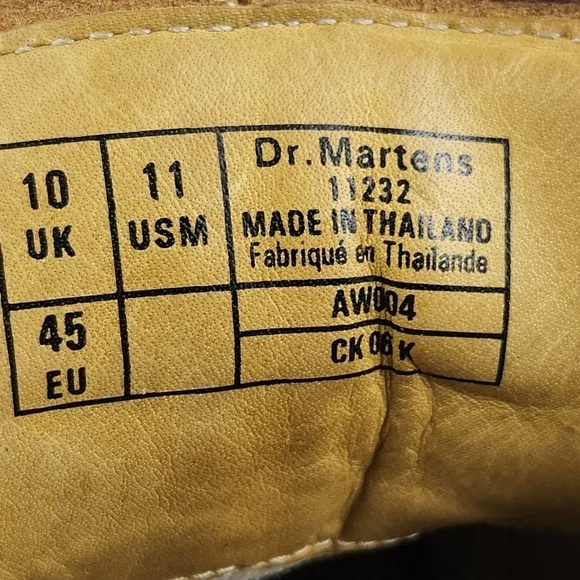 10
UK
11
USM
Dr. Martens
11232
MADE IN THAILAND
Fabriqué en Thaïlande
45
EU
AW004
CK 06 K